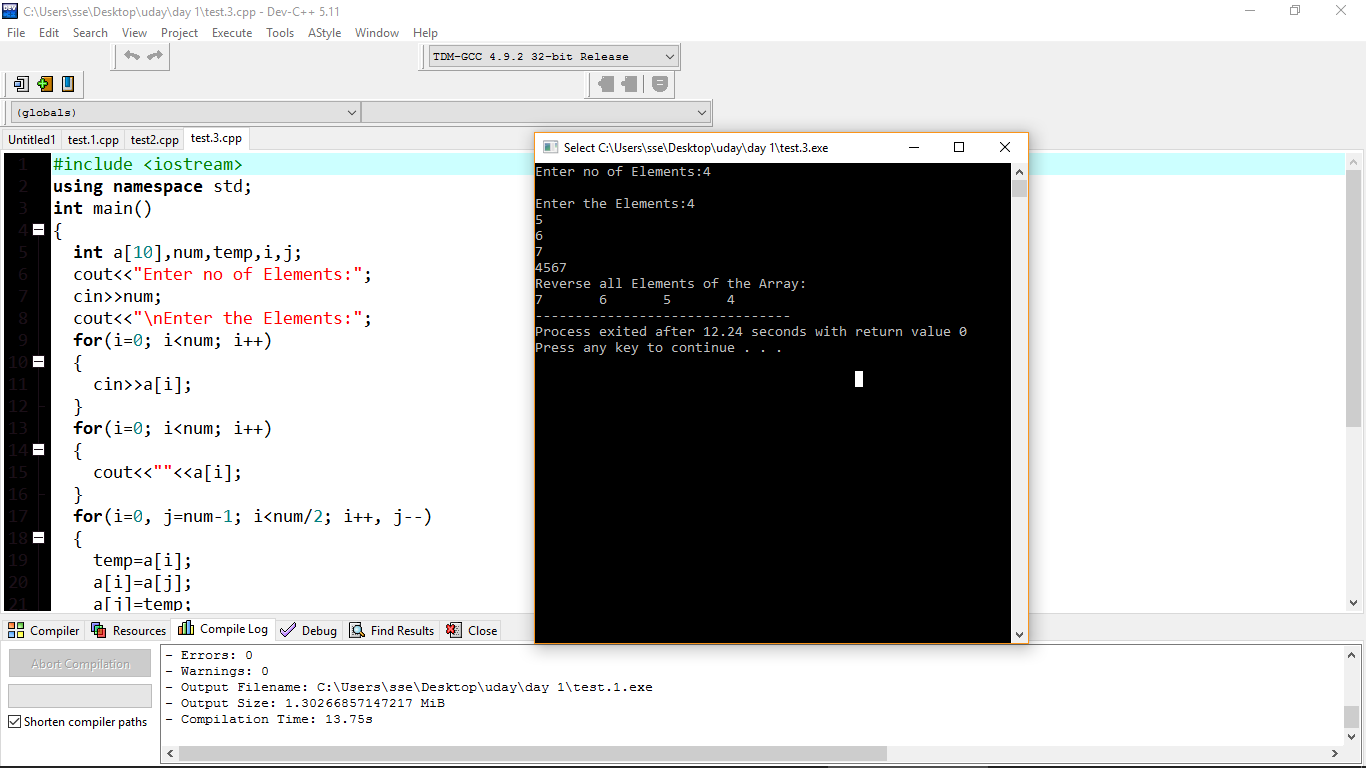 C:\Users\sse\Desktop\uday\day 1\test.3.cpp - Dev-C++ 5.11
File Edit Search View Project Execute Tools AStyle Window Help
TDM-GCC 4.9.2 32-bit Release
(globals)
Untitled1 test.1.cpp test2.cpp test.3.cpp
1 #include <iostream>
2 using namespace std;
3 int main()
4 {
5 int a[10],num,temp,i,j;
6 cout<<"Enter no of Elements:";
7 cin>>num;
8 cout<<"\nEnter the Elements:";
9 for(i=0; i<num; i++)
10 {
11 cin>>a[i];
12 }
13 for(i=0; i<num; i++)
14 {
15 cout<<""<<a[i];
16 }
17 for(i=0, j=num-1; i<num/2; i++, j--)
18 {
19 temp=a[i];
20 a[i]=a[j];
21 a[j]=temp;
Select C:\Users\sse\Desktop\uday\day 1\test.3.exe
Enter no of Elements:4
Enter the Elements:4
5
6
7
4567
Reverse all Elements of the Array:
7 6 5 4
--------------------------------
Process exited after 12.24 seconds with return value 0
Press any key to continue . . .
Compiler Resources Compile Log Debug Find Results Close
Abort Compilation
Shorten compiler paths
- Errors: 0
- Warnings: 0
- Output Filename: C:\Users\sse\Desktop\uday\day 1\test.1.exe
- Output Size: 1.30266857147217 MiB
- Compilation Time: 13.75s